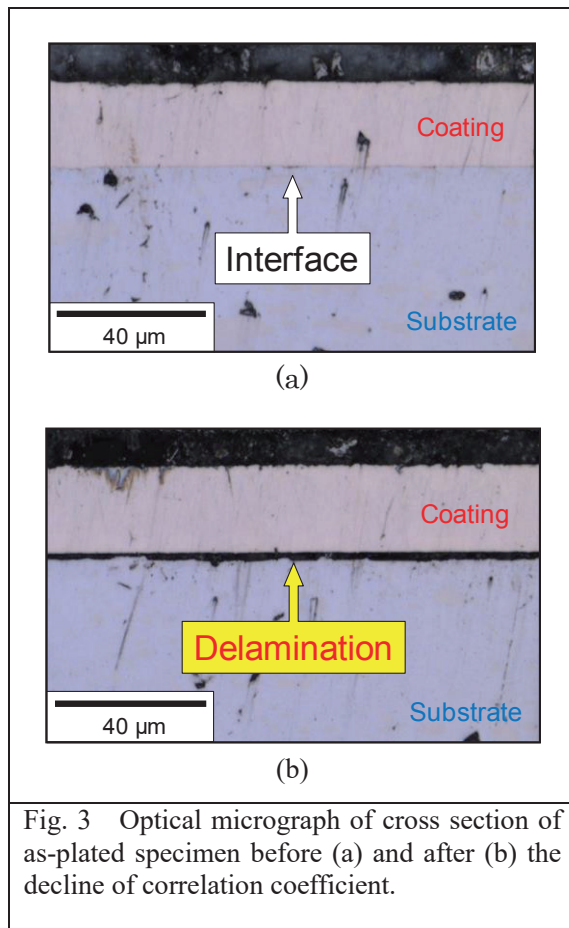 Coating
Interface
40 µm
Substrate
(a)
Coating
Delamination
40 µm
Substrate
(b)
Fig. 3 Optical micrograph of cross section of
as-plated specimen before (a) and after (b) the
decline of correlation coefficient.